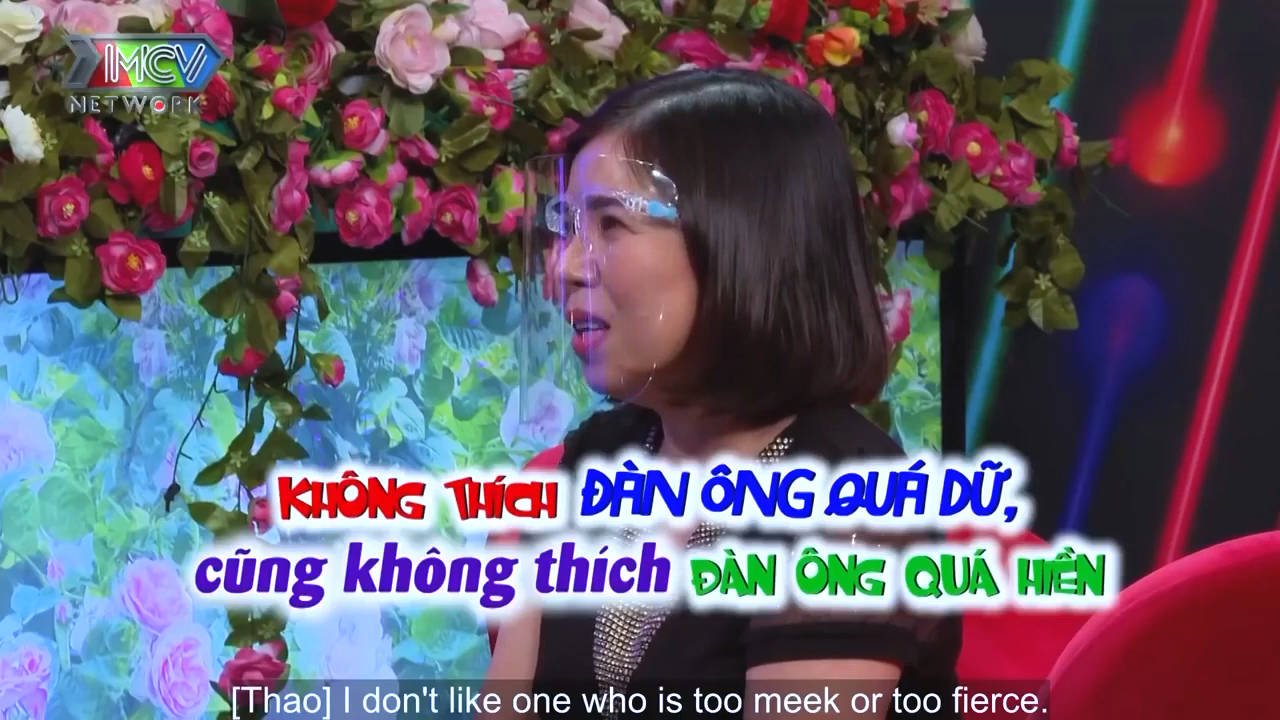 MCV
NETWORK
KHÔNG THÍCH ĐÀN ÔNG QUÁ DỮ,
cũng không thích ĐÀN ÔNG QUÁ HIỀN
[Thao] I don't like one who is too meek or too fierce.